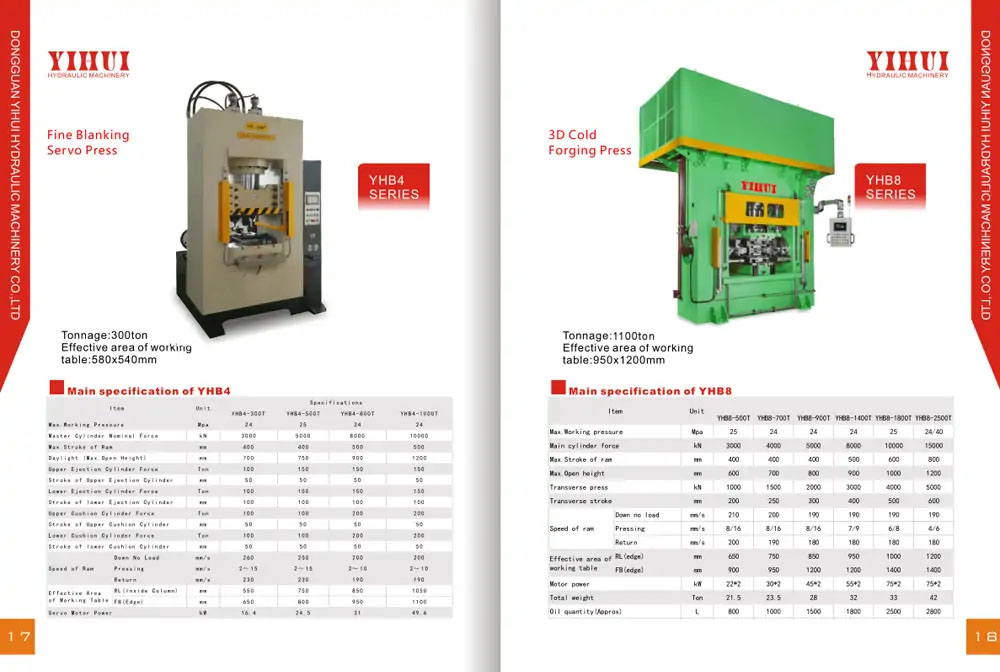 DONGGUAN YIHUI HYDRAULIC MACHINERY CO.,LTD
YIHUI
HYDRAULIC MACHINERY
Fine Blanking
Servo Press
YHB4
SERIES
Tonnage:300ton
Effective area of working
table:580x540mm
Main specification of YHB4
Item Unit Specifications
YHB4-300T YHB4-500T YHB4-800T YHB4-1000T
Max.Working Pressure Mpa 24 25 24 24
Master Cylinder Nominal Force kN 3000 5000 8000 10000
Max.Stroke of Ram mm 400 400 500 500
Daylight (Max Open Height) mm 700 750 900 1200
Upper Ejection Cylinder Force Ton 100 150 150 150
Stroke of Upper Ejection Cylinder mm 50 50 50 50
Lower Ejection Cylinder Force Ton 100 150 150 150
Stroke of lower Ejection Cylinder mm 100 100 100 100
Upper Cushion Cylinder Force Ton 100 100 200 200
Stroke of Upper Cushion Cylinder mm 50 50 50 50
Lower Cushion Cylinder Force Ton 100 100 200 200
Stroke of lower Cushion Cylinder mm 50 50 50 50
Speed of Ram Down No Load mm/s 260 250 200 200
Pressing mm/s 2~15 2~15 2~10 2~10
Return mm/s 230 230 190 190
Effective Area of Working Table RL(Inside Column) mm 550 750 850 1050
FB(Edge) mm 650 800 950 1100
Servo Motor Power kW 16.4 24.5 31 49.6
17
YIHUI
HYDRAULIC MACHINERY
3D Cold
Forging Press
YIHUI
YHB8
SERIES
Tonnage:1100ton
Effective area of working
table:950x1200mm
Main specification of YHB8
Item Unit YHB8-500T YHB8-700T YHB8-900T YHB8-1400T YHB8-1800T YHB8-2500T
Max.Working pressure Mpa 25 24 24 24 25 24/40
Main cylinder force kN 3000 4000 5000 8000 10000 15000
Max.Stroke of ram mm 400 400 400 500 600 800
Max.Open height mm 600 700 800 900 1000 1200
Transverse press kN 1000 1500 2000 3000 4000 5000
Transverse stroke mm 200 250 300 400 500 600
Speed of ram Down no load mm/s 210 200 190 190 190 190
Pressing mm/s 8/16 8/16 8/16 7/9 6/8 4/6
Return mm/s 200 190 180 180 180 180
Effective area of working table RL(edge) mm 650 750 850 950 1000 1200
FB(edge) mm 900 950 1200 1200 1400 1400
Motor power kW 22*2 30*2 45*2 55*2 75*2 75*2
Total weight Ton 21.5 23.5 28 32 33 42
Oil quantity(Approx) L 800 1000 1500 1800 2500 2800
DONGGUAN YIHUI HYDRAULIC MACHINERY CO.,LTD
18